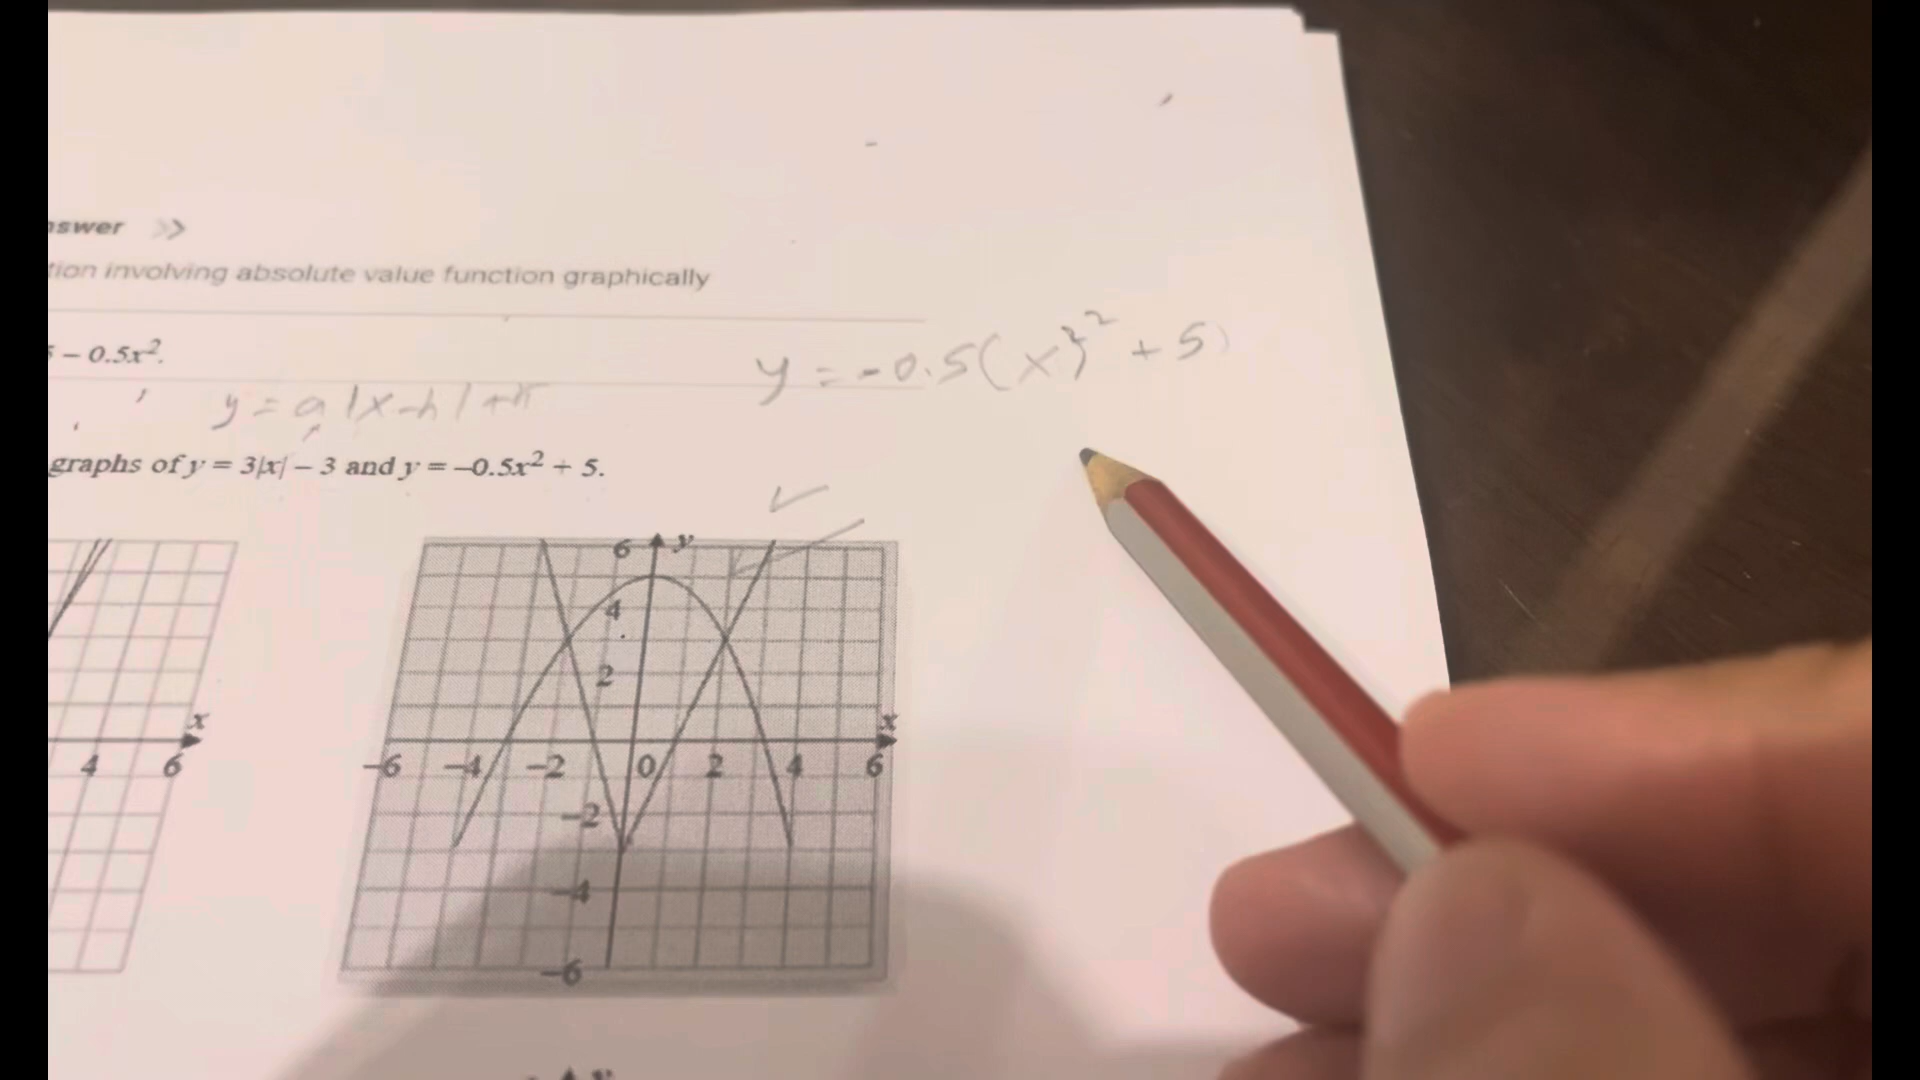 nswer >>
tion involving absolute value function graphically
– 0.5x².
y = -0.5(x)² + 5
y = a|x-h|+k
graphs of y = 3|x| – 3 and y = –0.5x² + 5.
6 y
4
2
x
4 6
–6 –4 –2 0 2 4 6 x
–2
–4
–6
y